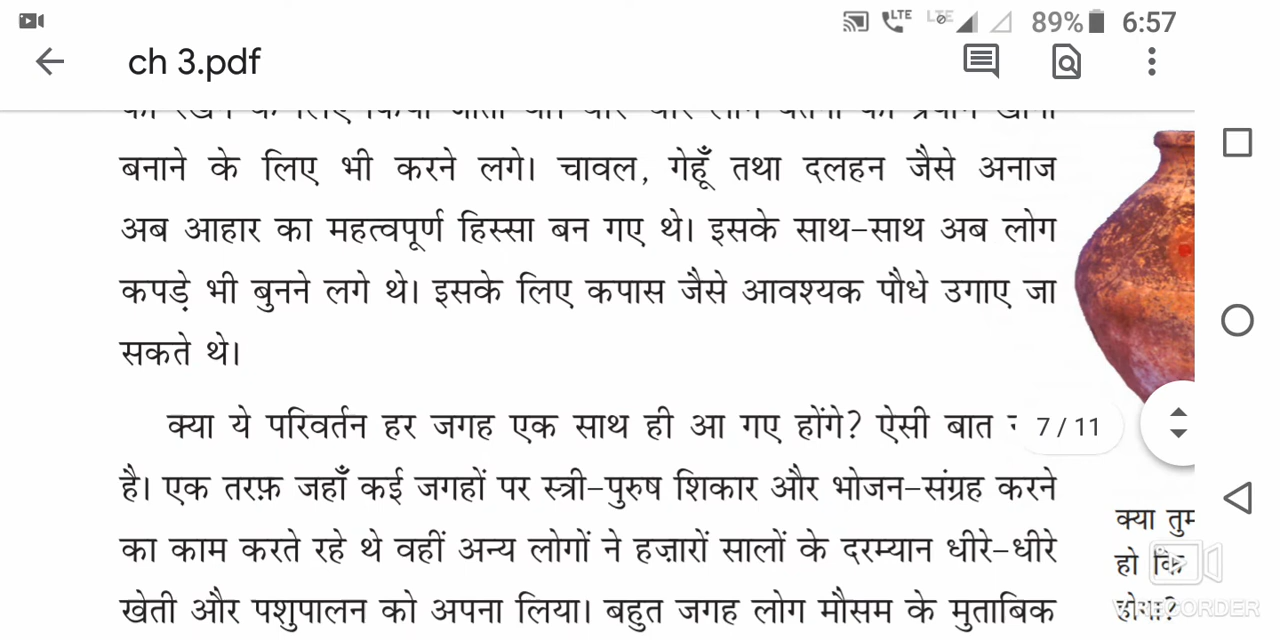 LTE LTE 89% 6:57
ch 3.pdf
बनाने के लिए भी करने लगे। चावल, गेहूँ तथा दलहन जैसे अनाज
अब आहार का महत्वपूर्ण हिस्सा बन गए थे। इसके साथ-साथ अब लोग
कपड़े भी बुनने लगे थे। इसके लिए कपास जैसे आवश्यक पौधे उगाए जा
सकते थे।
क्या ये परिवर्तन हर जगह एक साथ ही आ गए होंगे? ऐसी बात
7 / 11
है। एक तरफ़ जहाँ कई जगहों पर स्त्री-पुरुष शिकार और भोजन-संग्रह करने
का काम करते रहे थे वहीं अन्य लोगों ने हज़ारों सालों के दरम्यान धीरे-धीरे
खेती और पशुपालन को अपना लिया। बहुत जगह लोग मौसम के मुताबिक
क्या तुम
हो कि
होगा?